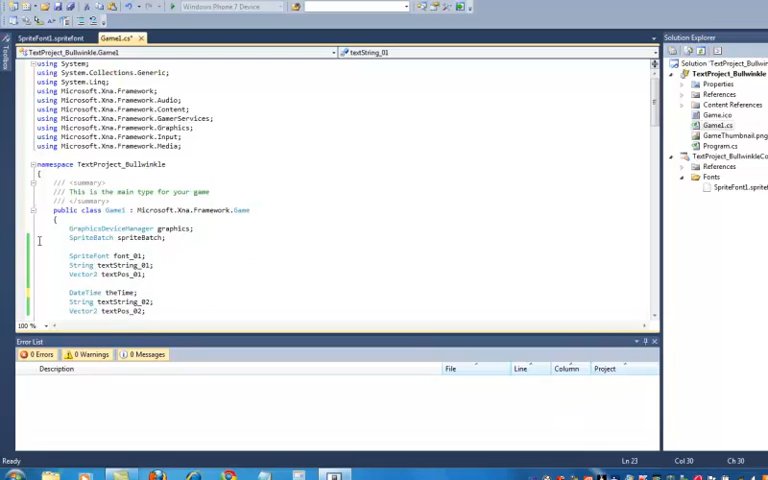 Windows Phone 7 Device
SpriteFont1.spritefont
Game1.cs*
Solution Explorer
TextProject_Bullwinkle.Game1
textString_01
Toolbox
using System;
using System.Collections.Generic;
using System.Linq;
using Microsoft.Xna.Framework;
using Microsoft.Xna.Framework.Audio;
using Microsoft.Xna.Framework.Content;
using Microsoft.Xna.Framework.GamerServices;
using Microsoft.Xna.Framework.Graphics;
using Microsoft.Xna.Framework.Input;
using Microsoft.Xna.Framework.Media;
namespace TextProject_Bullwinkle
{
/// <summary>
/// This is the main type for your game
/// </summary>
public class Game1 : Microsoft.Xna.Framework.Game
{
GraphicsDeviceManager graphics;
SpriteBatch spriteBatch;
SpriteFont font_01;
String textString_01;
Vector2 textPos_01;
DateTime theTime;
String textString_02;
Vector2 textPos_02;
100 %
Solution 'TextProject_Bullwin
TextProject_Bullwinkle
Properties
References
Content References
Game.ico
Game1.cs
GameThumbnail.png
Program.cs
TextProject_BullwinkleCo
References
Fonts
SpriteFont1.spritef
Error List
0 Errors
0 Warnings
0 Messages
Description
File
Line
Column
Project
Ready
Ln 23
Col 30
Ch 30